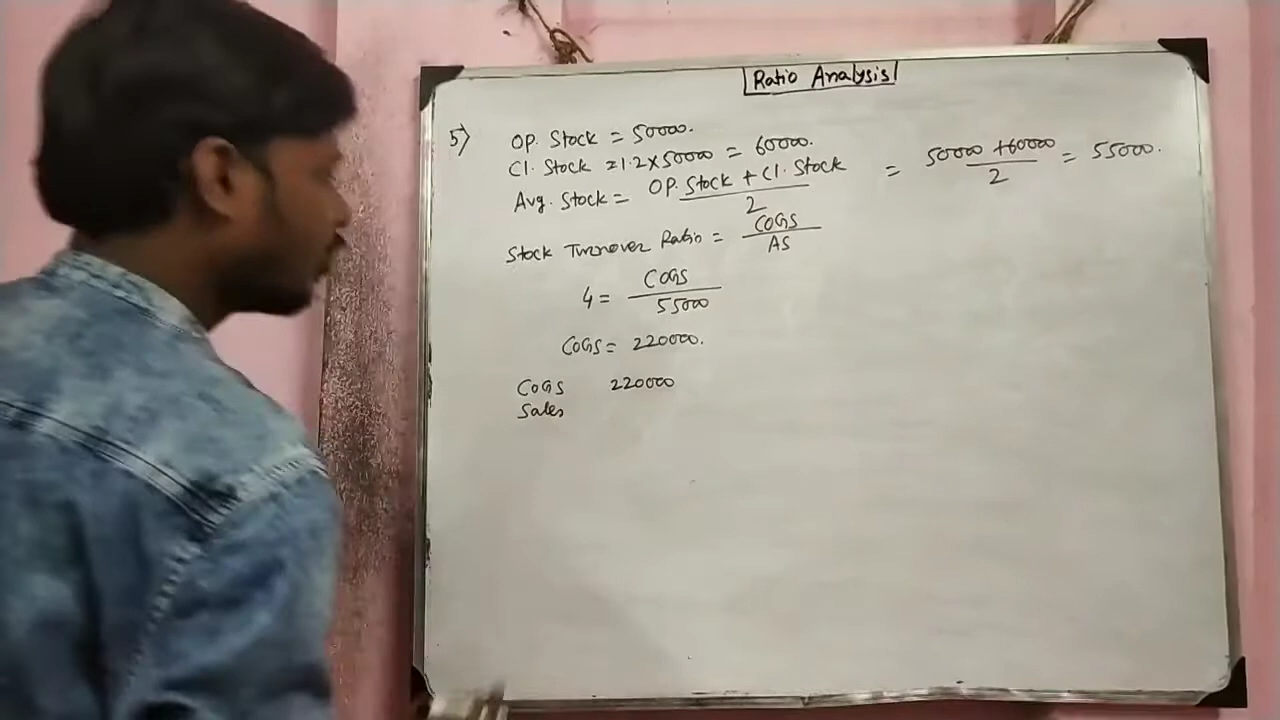 Ratio Analysis
5) OP. Stock = 50000.
Cl. Stock = 1.2 x 50000 = 60000.
Avg. Stock = OP. Stock + Cl. Stock / 2 = 50000 + 60000 / 2 = 55000.
Stock Turnover Ratio = COGS / AS
4 = COGS / 55000
COGS = 220000.
COGS 220000
Sales